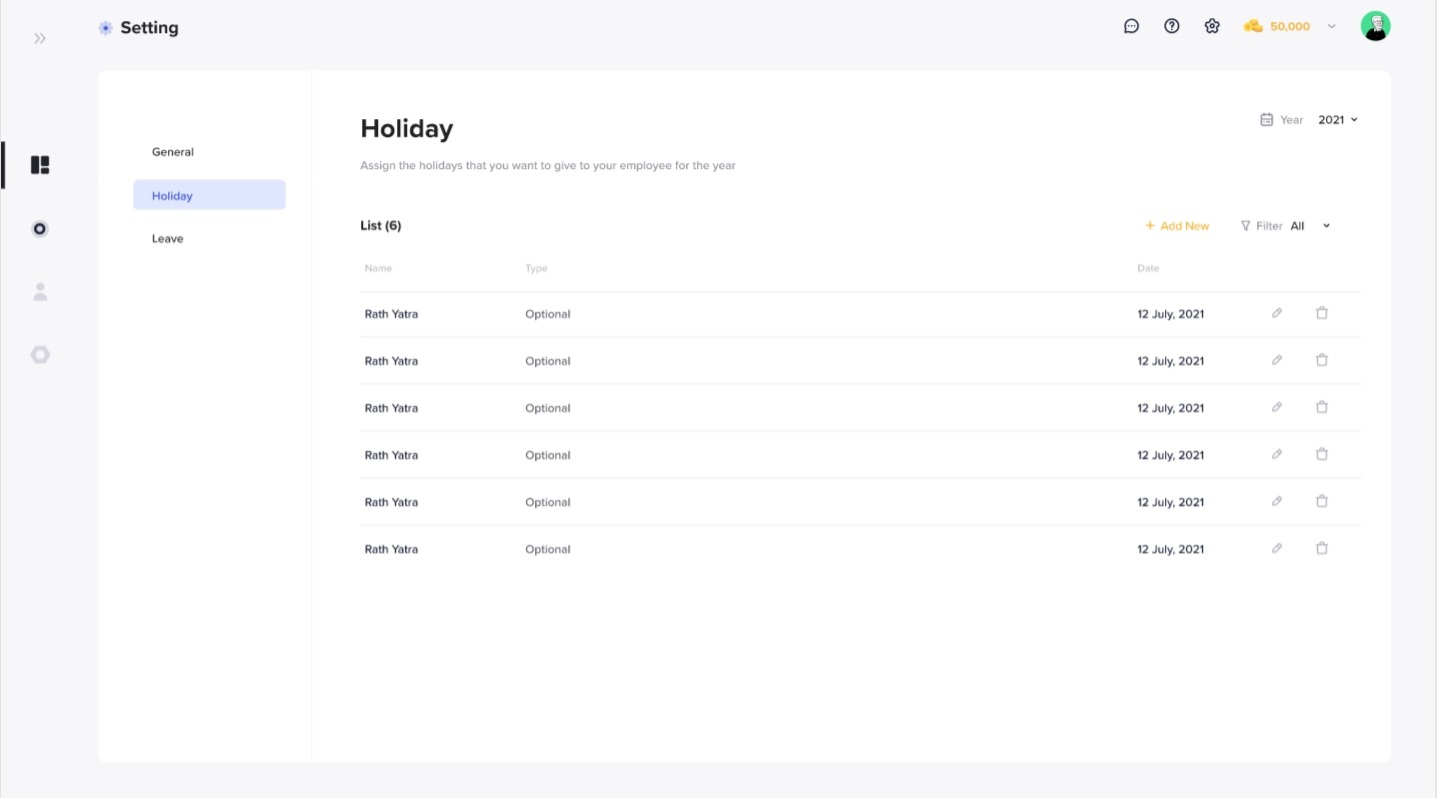 Setting
50,000
General
Holiday
Leave
Holiday
Year 2021
Assign the holidays that you want to give to your employee for the year
List (6)
+ Add New
Filter All
Name Type Date
Rath Yatra Optional 12 July, 2021
Rath Yatra Optional 12 July, 2021
Rath Yatra Optional 12 July, 2021
Rath Yatra Optional 12 July, 2021
Rath Yatra Optional 12 July, 2021
Rath Yatra Optional 12 July, 2021